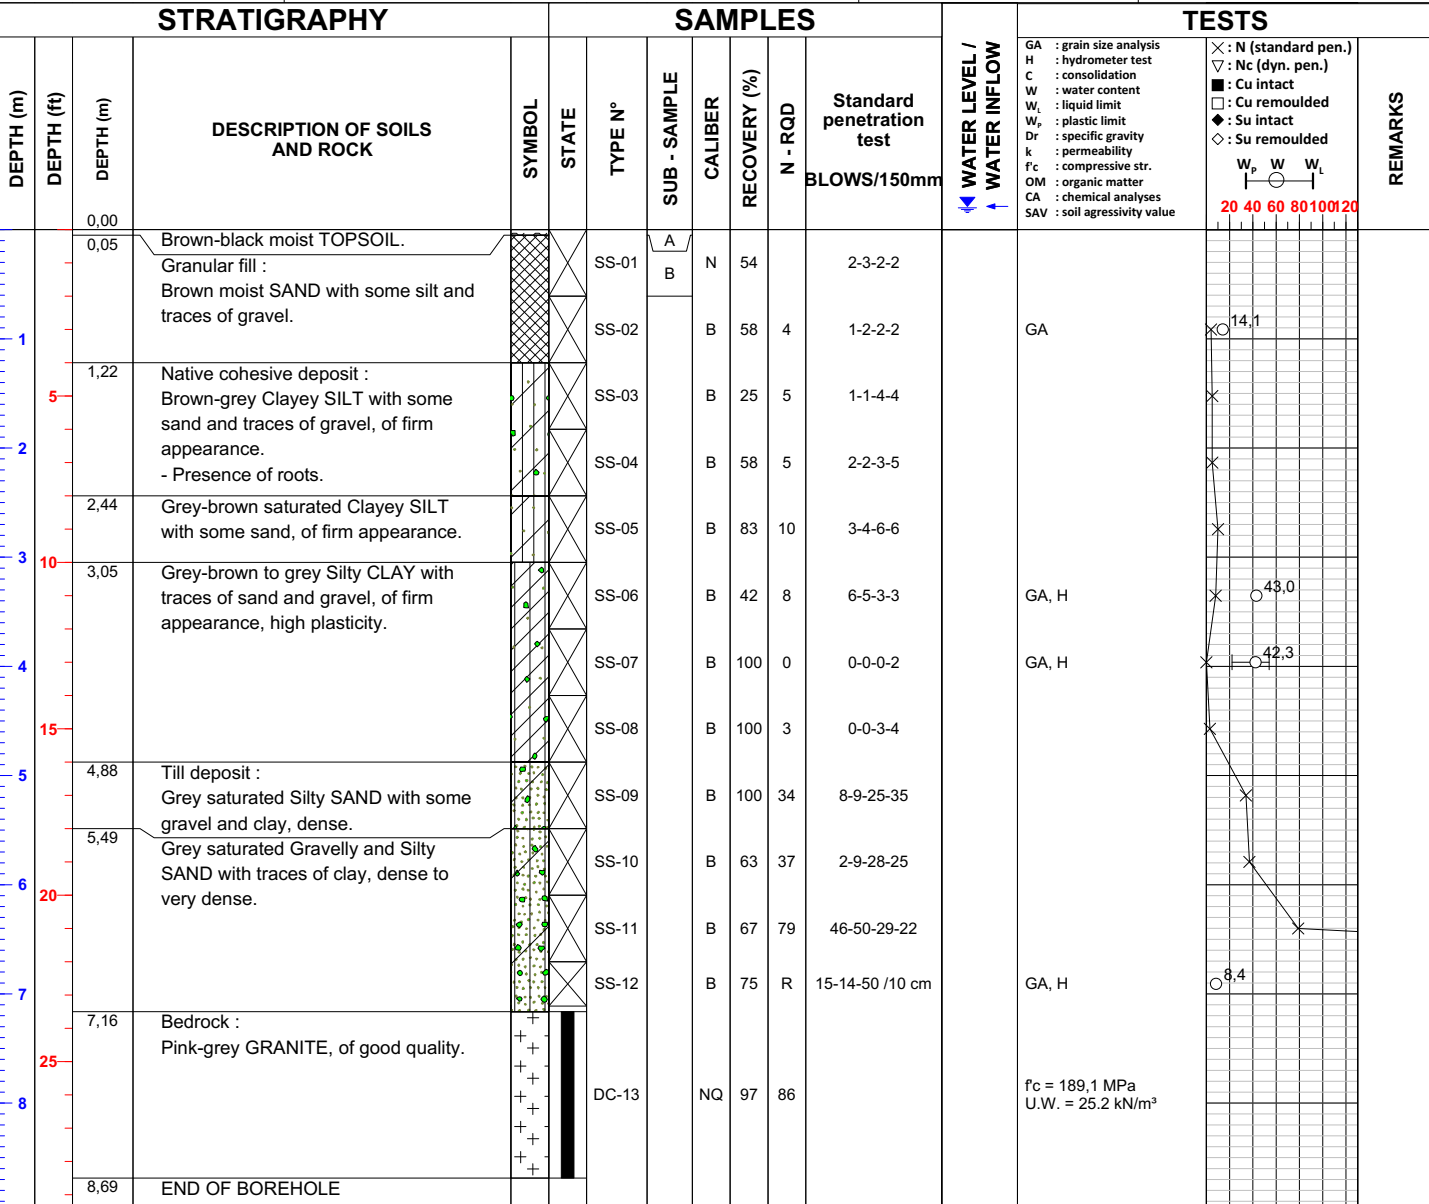 STRATIGRAPHY
SAMPLES
TESTS
DEPTH (m)
DEPTH (ft)
DEPTH (m)
DESCRIPTION OF SOILS
AND ROCK
SYMBOL
STATE
TYPE N°
SUB - SAMPLE
CALIBER
RECOVERY (%)
N - RQD
Standard
penetration
test
BLOWS/150mm
WATER LEVEL /
WATER INFLOW
GA : grain size analysis
H : hydrometer test
C : consolidation
W : water content
WL : liquid limit
WP : plastic limit
Dr : specific gravity
k : permeability
f'c : compressive str.
OM : organic matter
CA : chemical analyses
SAV : soil agressivity value
: N (standard pen.)
: Nc (dyn. pen.)
: Cu intact
: Cu remoulded
: Su intact
: Su remoulded
WP W WL
20 40 60 80 100 120
REMARKS
0,00
0,05 Brown-black moist TOPSOIL.
Granular fill :
Brown moist SAND with some silt and
traces of gravel.
A
B
SS-01 N 54 2-3-2-2
SS-02 B 58 4 1-2-2-2 GA 14,1
1
1,22 Native cohesive deposit :
Brown-grey Clayey SILT with some
sand and traces of gravel, of firm
appearance.
- Presence of roots.
5
SS-03 B 25 5 1-1-4-4
2
SS-04 B 58 5 2-2-3-5
2,44 Grey-brown saturated Clayey SILT
with some sand, of firm appearance.
SS-05 B 83 10 3-4-6-6
3
10
3,05 Grey-brown to grey Silty CLAY with
traces of sand and gravel, of firm
appearance, high plasticity.
SS-06 B 42 8 6-5-3-3 GA, H 43,0
4
SS-07 B 100 0 0-0-0-2 GA, H 42,3
15
SS-08 B 100 3 0-0-3-4
5
4,88 Till deposit :
Grey saturated Silty SAND with some
gravel and clay, dense.
SS-09 B 100 34 8-9-25-35
5,49 Grey saturated Gravelly and Silty
SAND with traces of clay, dense to
very dense.
SS-10 B 63 37 2-9-28-25
6
20
SS-11 B 67 79 46-50-29-22
SS-12 B 75 R 15-14-50 /10 cm GA, H 8,4
7
7,16 Bedrock :
Pink-grey GRANITE, of good quality.
25
DC-13 NQ 97 86
f'c = 189,1 MPa
U.W. = 25.2 kN/m³
8
8,69 END OF BOREHOLE